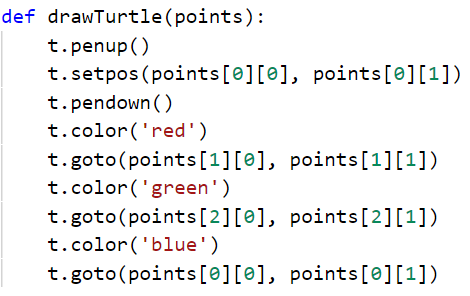 def drawTurtle(points):
    t.penup()
    t.setpos(points[0][0], points[0][1])
    t.pendown()
    t.color('red')
    t.goto(points[1][0], points[1][1])
    t.color('green')
    t.goto(points[2][0], points[2][1])
    t.color('blue')
    t.goto(points[0][0], points[0][1])